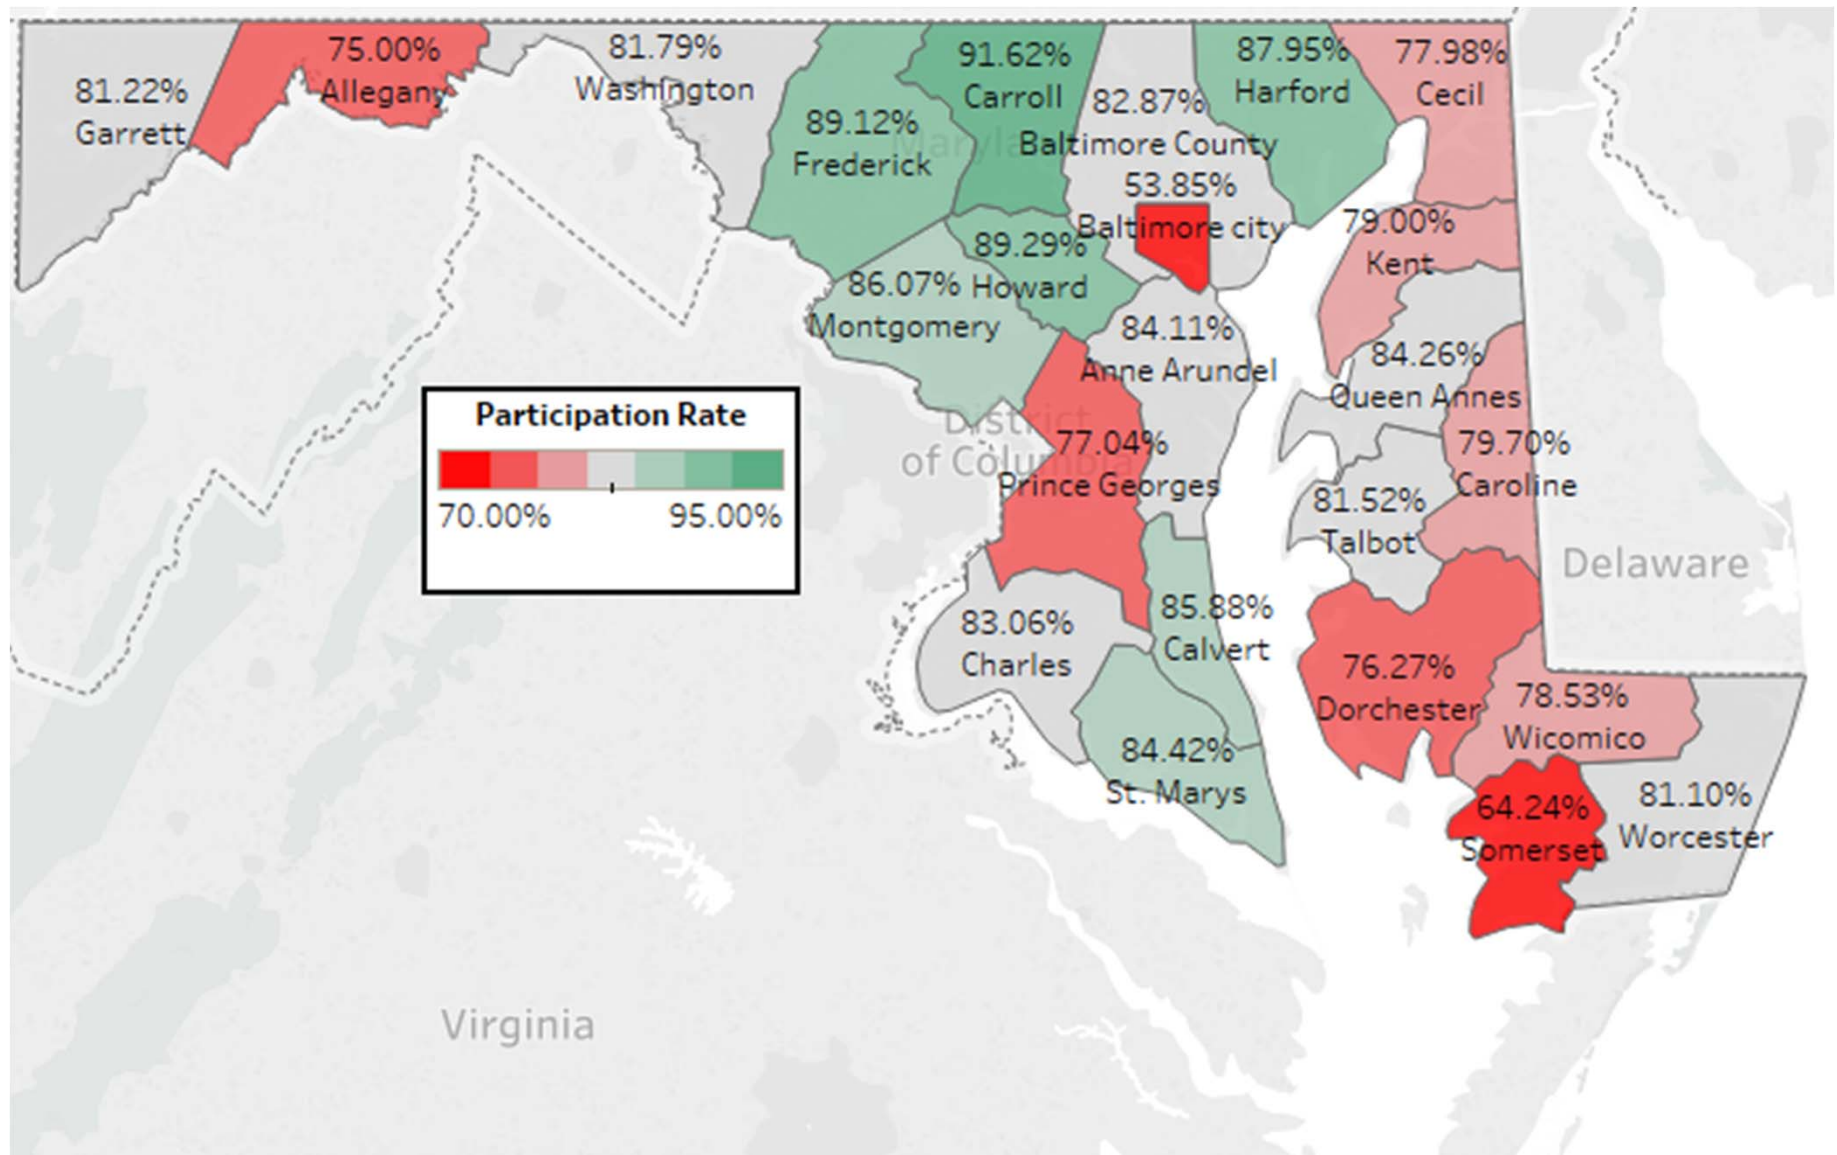 81.22%
Garrett
75.00%
Allegany
81.79%
Washington
89.12%
Frederick
91.62%
Carroll
Maryla
82.87%
Baltimore County
53.85%
Baltimore city
87.95%
Harford
77.98%
Cecil
79.00%
Kent
86.07%
Montgomery
89.29%
Howard
84.11%
Anne Arundel
84.26%
Queen Annes
District
of Columbia
77.04%
Prince Georges
79.70%
Caroline
81.52%
Talbot
Participation Rate
70.00% 95.00%
Delaware
83.06%
Charles
85.88%
Calvert
76.27%
Dorchester
78.53%
Wicomico
84.42%
St. Marys
64.24%
Somerset
81.10%
Worcester
Virginia